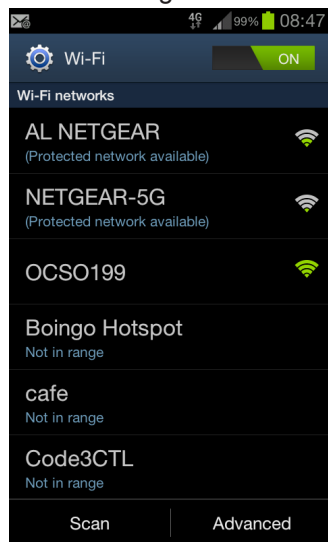 4G 99% 08:47
Wi-Fi ON
Wi-Fi networks
AL NETGEAR
(Protected network available)
NETGEAR-5G
(Protected network available)
OCSO199
Boingo Hotspot
Not in range
cafe
Not in range
Code3CTL
Not in range
Scan Advanced